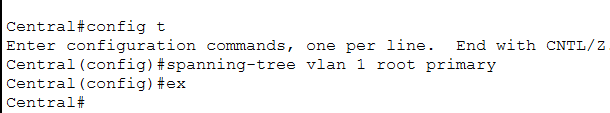 Central#config t
Enter configuration commands, one per line.  End with CNTL/Z
Central(config)#spanning-tree vlan 1 root primary
Central(config)#ex
Central#